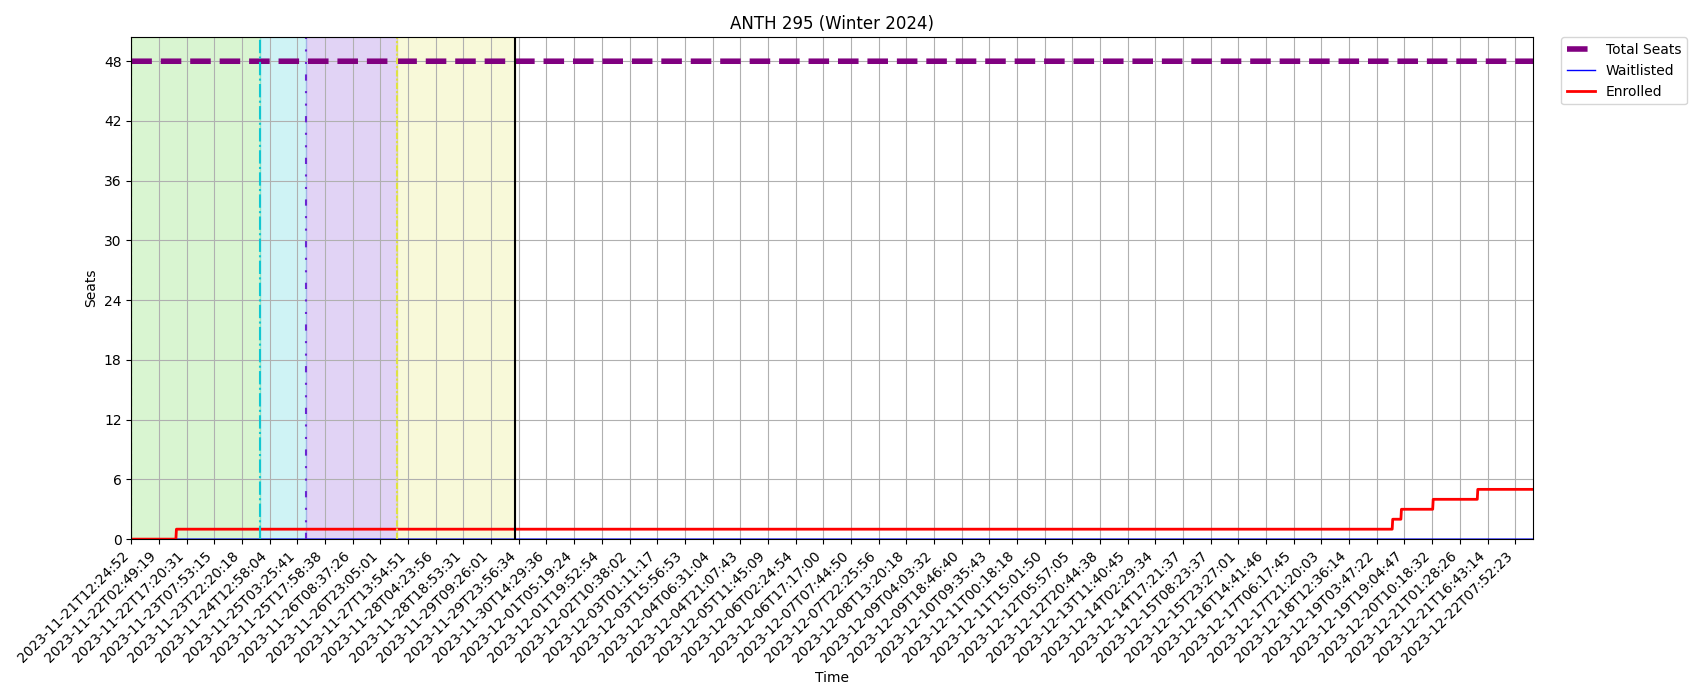 ANTH 295 (Winter 2024)
Total Seats
Waitlisted
Enrolled
Seats
48
42
36
30
24
18
12
6
0
2023-11-21T12:24:52
2023-11-22T02:49:19
2023-11-22T17:20:31
2023-11-23T07:53:15
2023-11-23T22:20:18
2023-11-24T12:58:04
2023-11-25T03:25:41
2023-11-25T17:58:38
2023-11-26T08:37:26
2023-11-26T23:05:01
2023-11-27T13:54:51
2023-11-28T04:23:56
2023-11-28T18:53:31
2023-11-29T09:26:01
2023-11-29T23:56:34
2023-11-30T14:29:36
2023-12-01T05:19:24
2023-12-01T19:52:54
2023-12-02T10:38:02
2023-12-03T01:11:17
2023-12-03T15:56:53
2023-12-04T06:31:04
2023-12-04T21:07:43
2023-12-05T11:45:09
2023-12-06T02:24:54
2023-12-06T17:17:00
2023-12-07T07:44:50
2023-12-07T22:25:56
2023-12-08T13:20:18
2023-12-09T04:03:32
2023-12-09T18:46:40
2023-12-10T09:35:43
2023-12-11T00:18:18
2023-12-11T15:01:50
2023-12-12T05:57:05
2023-12-12T20:44:38
2023-12-13T11:40:45
2023-12-14T02:29:34
2023-12-14T17:21:37
2023-12-15T08:23:37
2023-12-15T23:27:01
2023-12-16T14:41:46
2023-12-17T06:17:45
2023-12-17T21:20:03
2023-12-18T12:36:14
2023-12-19T03:47:22
2023-12-19T19:04:47
2023-12-20T10:18:32
2023-12-21T01:28:26
2023-12-21T16:43:14
2023-12-22T07:52:23
Time